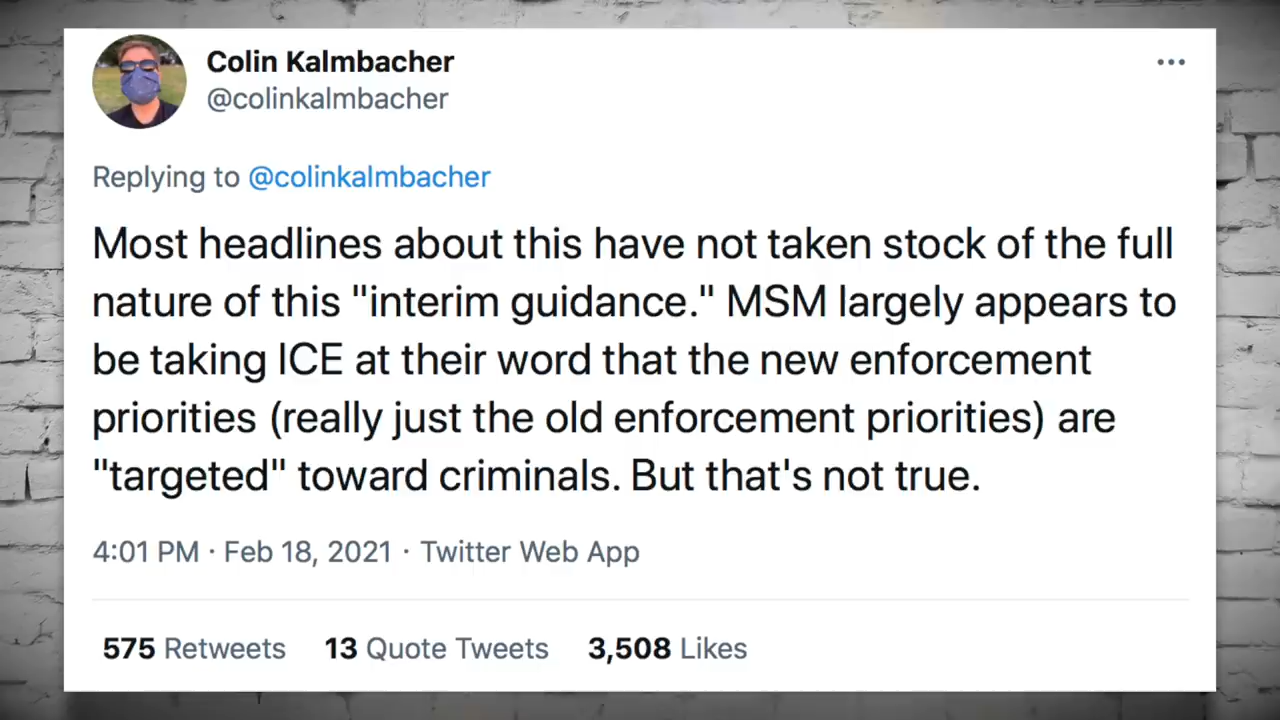 Colin Kalmbacher
@colinkalmbacher
Replying to @colinkalmbacher
Most headlines about this have not taken stock of the full
nature of this "interim guidance." MSM largely appears to
be taking ICE at their word that the new enforcement
priorities (really just the old enforcement priorities) are
"targeted" toward criminals. But that's not true.
4:01 PM · Feb 18, 2021 · Twitter Web App
575 Retweets 13 Quote Tweets 3,508 Likes